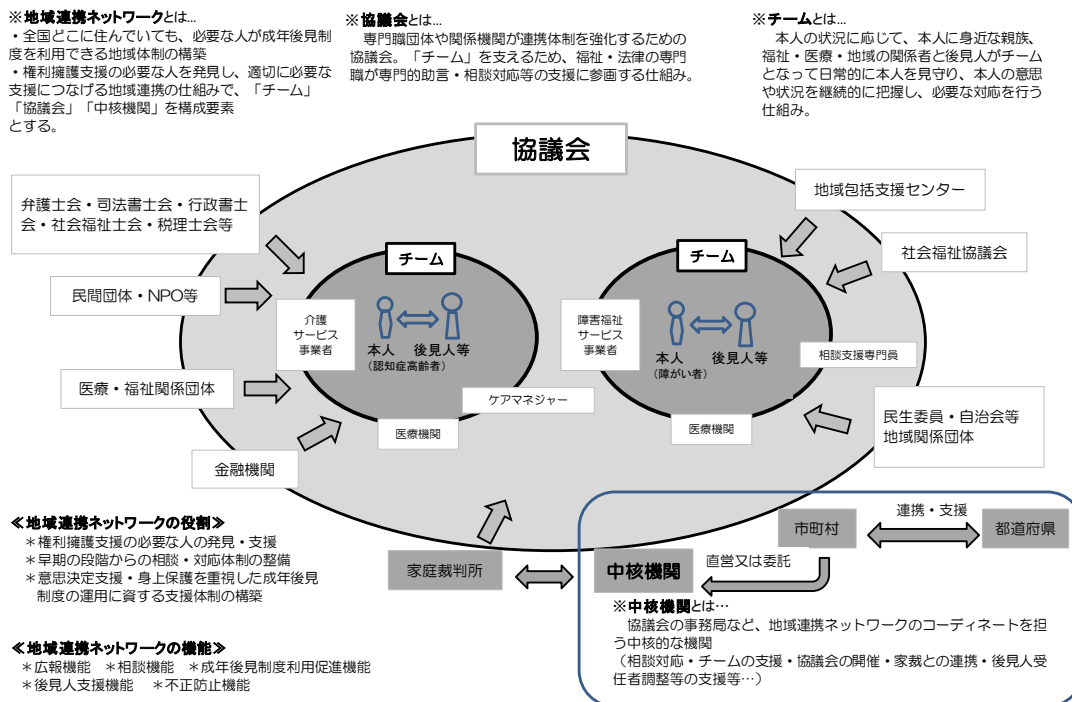 ※地域連携ネットワークとは…
・全国どこに住んでいても、必要な人が成年後見制
度を利用できる地域体制の構築
・権利擁護支援の必要な人を発見し、適切に必要な
支援につなげる地域連携の仕組みで、「チーム」
「協議会」「中核機関」を構成要素
とする。
※協議会とは…
専門職団体や関係機関が連携体制を強化するための
協議会。「チーム」を支えるため、福祉・法律の専門
職が専門的助言・相談対応等の支援に参画する仕組み。
※チームとは…
本人の状況に応じて、本人に身近な親族、
福祉・医療・地域の関係者と後見人がチーム
となって日常的に本人を見守り、本人の意思
や状況を継続的に把握し、必要な対応を行う
仕組み。
協議会
弁護士会・司法書士会・行政書士
会・社会福祉士会・税理士会等
民間団体・NPO等
医療・福祉関係団体
金融機関
チーム
介護
サービス
事業者
本人
(認知症高齢者)
後見人等
ケアマネジャー
医療機関
チーム
障害福祉
サービス
事業者
本人
(障がい者)
後見人等
相談支援専門員
医療機関
地域包括支援センター
社会福祉協議会
民生委員・自治会等
地域関係団体
≪地域連携ネットワークの役割≫
＊権利擁護支援の必要な人の発見・支援
＊早期の段階からの相談・対応体制の整備
＊意思決定支援・身上保護を重視した成年後見
制度の運用に資する支援体制の構築
≪地域連携ネットワークの機能≫
＊広報機能　＊相談機能　＊成年後見制度利用促進機能
＊後見人支援機能　＊不正防止機能
家庭裁判所
中核機関
直営又は委託
市町村
連携・支援
都道府県
※中核機関とは…
協議会の事務局など、地域連携ネットワークのコーディネートを担
う中核的な機関
（相談対応・チームの支援・協議会の開催・家裁との連携・後見人受
任者調整等の支援等…）